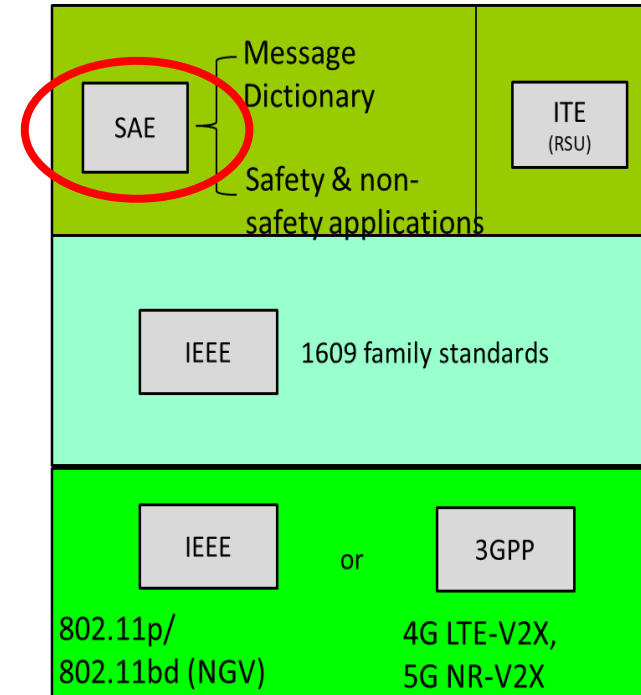 SAE
Message
Dictionary
Safety & non-
safety applications
ITE
(RSU)
IEEE
1609 family standards
IEEE
or
3GPP
802.11p/
802.11bd (NGV)
4G LTE-V2X,
5G NR-V2X